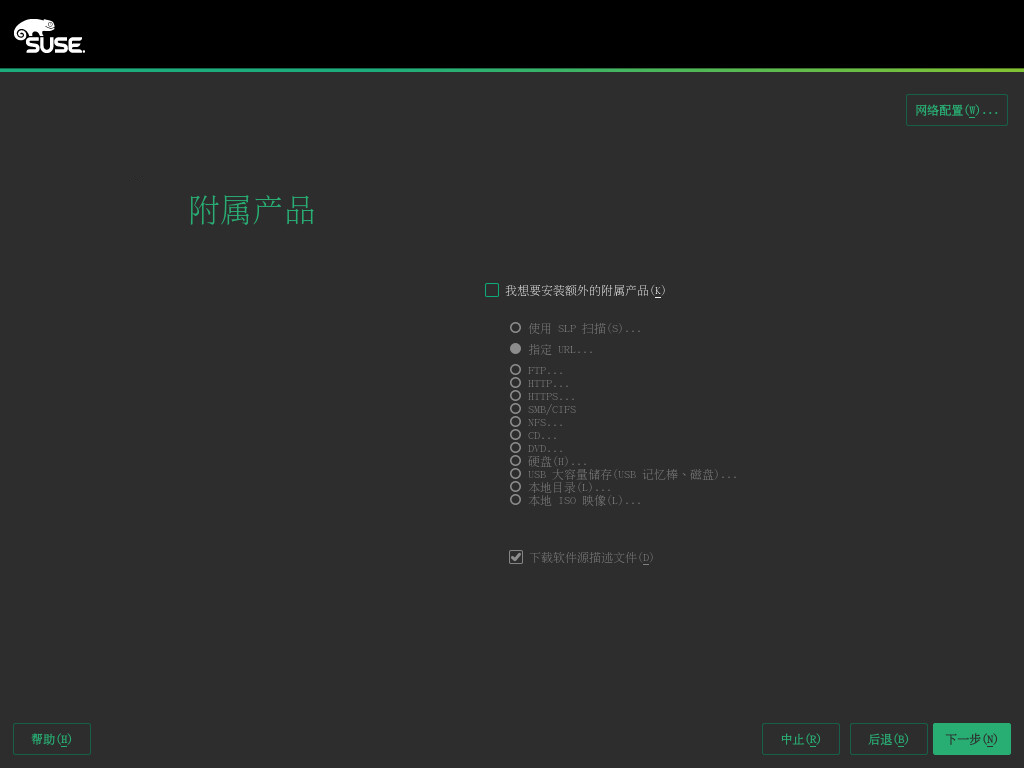 SUSE.
网络配置(W)...
附属产品
我想要安装额外的附属产品(K)
使用 SLP 扫描(S)...
指定 URL...
FTP...
HTTP...
HTTPS...
SMB/CIFS
NFS...
CD...
DVD...
硬盘(H)...
USB 大容量储存(USB 记忆棒、磁盘)...
本地目录(L)...
本地 ISO 映像(L)...
下载软件源描述文件(D)
帮助(H) 中止(R) 后退(B) 下一步(N)